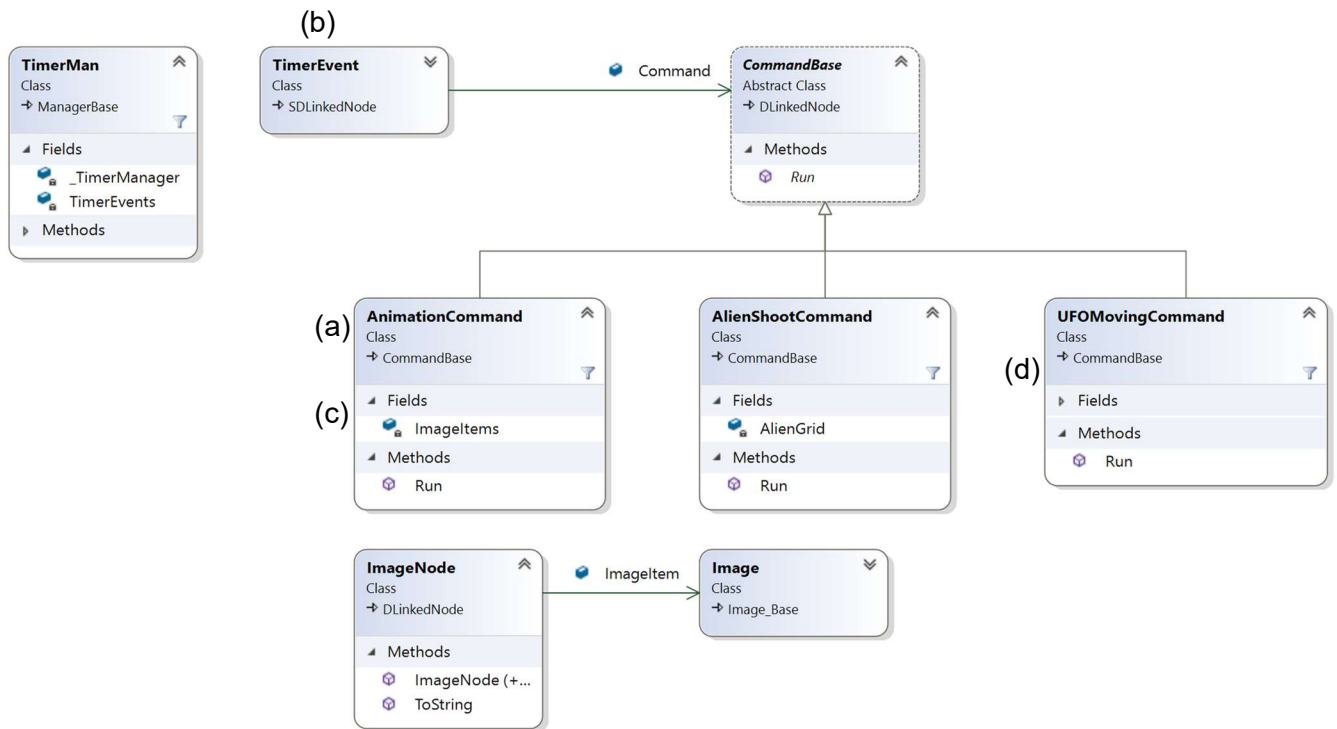 (b)
TimerMan
Class
ManagerBase
Fields
_TimerManager
TimerEvents
Methods
TimerEvent
Class
SDLinkedNode
Command
CommandBase
Abstract Class
DLinkedNode
Methods
Run
(a)
AnimationCommand
Class
CommandBase
(c)
Fields
ImageItems
Methods
Run
AlienShootCommand
Class
CommandBase
Fields
AlienGrid
Methods
Run
(d)
UFOMovingCommand
Class
CommandBase
Fields
Methods
Run
ImageNode
Class
DLinkedNode
Methods
ImageNode (+...
ToString
ImageItem
Image
Class
Image_Base